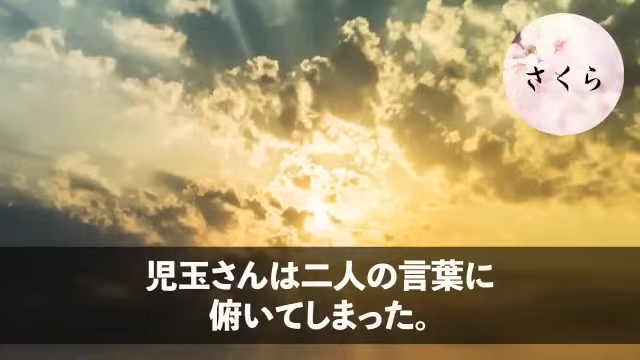 さくら
児玉さんは二人の言葉に
俯いてしまった。